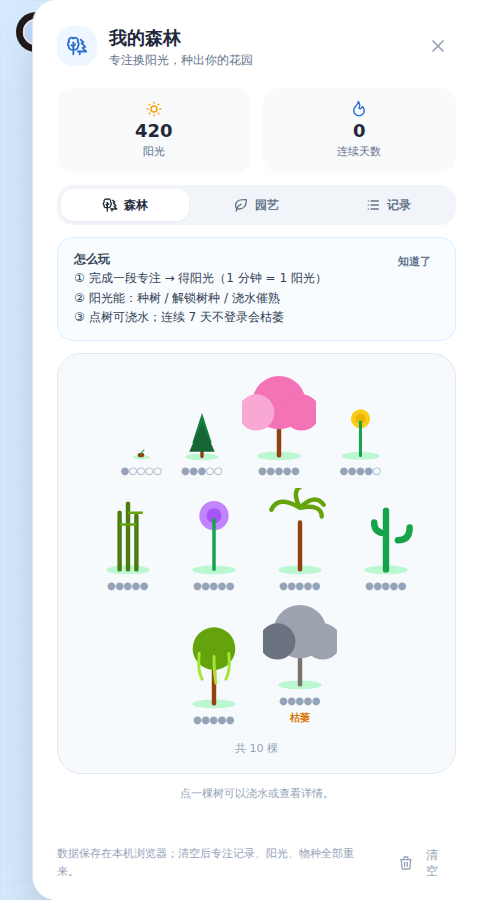 我的森林
专注换阳光，种出你的花园
420
阳光
0
连续天数
森林
园艺
记录
怎么玩
知道了
① 完成一段专注 → 得阳光（1 分钟 = 1 阳光）
② 阳光能：种树 / 解锁树种 / 浇水催熟
③ 点树可浇水；连续 7 天不登录会枯萎
●○○○○
●●●○○
●●●●●
●●●●○
●●●●●
●●●●●
●●●●●
●●●●●
●●●●●
●●●●●
枯萎
共 10 棵
点一棵树可以浇水或查看详情。
数据保存在本机浏览器；清空后专注记录、阳光、物种全部重
来。
清
空